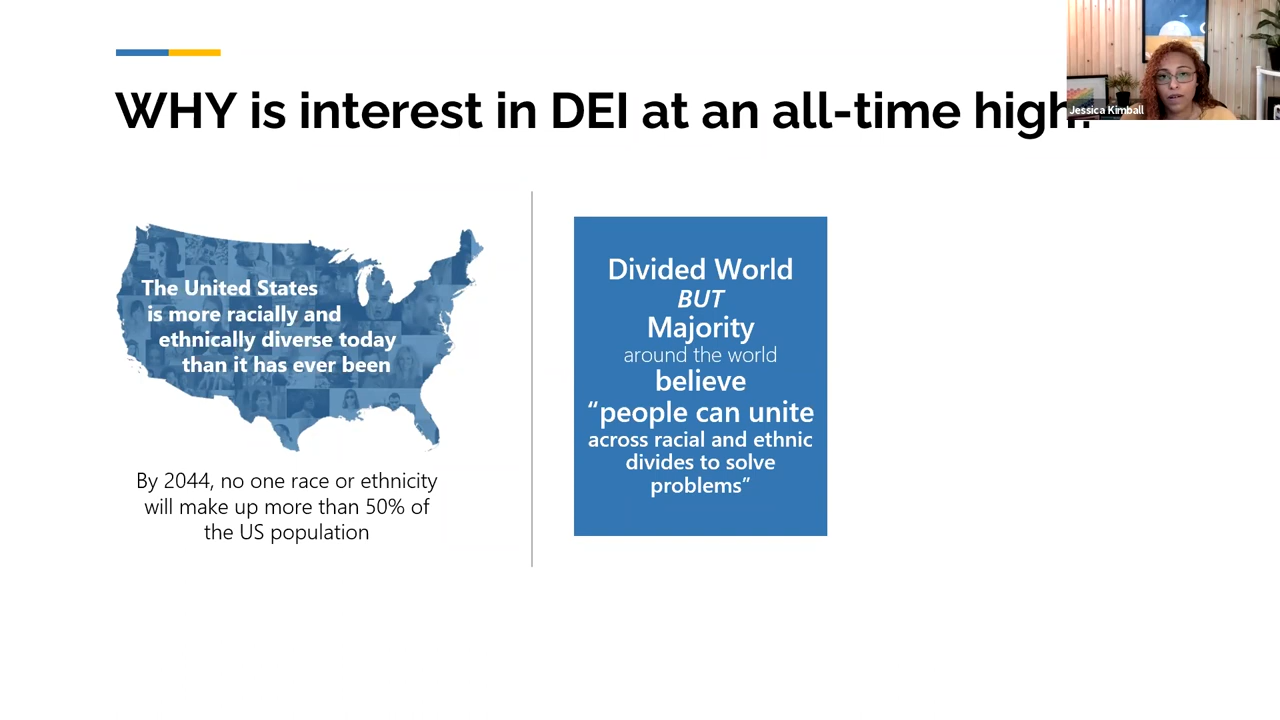 WHY is interest in DEI at an all-time high?
Jessica Kimball
The United States
is more racially and
ethnically diverse today
than it has ever been
By 2044, no one race or ethnicity
will make up more than 50% of
the US population
Divided World
BUT
Majority
around the world
believe
“people can unite
across racial and ethnic
divides to solve
problems”